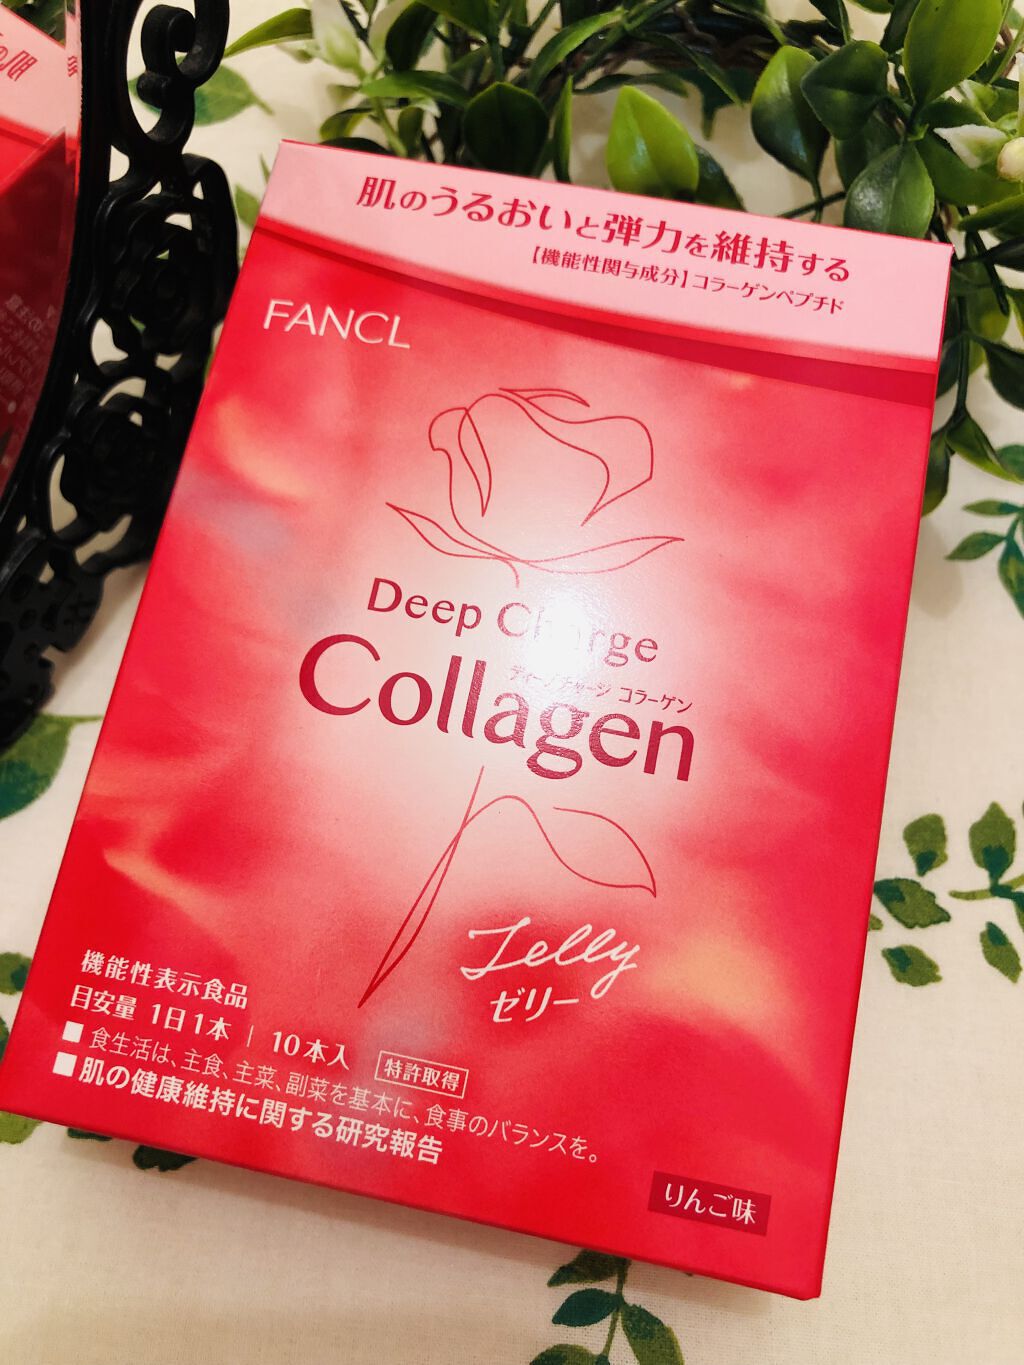 肌のうるおいと弾力を維持する
【機能性関与成分】コラーゲンペプチド
FANCL
Deep Charge
ディープチャージ コラーゲン
Collagen
Jelly
ゼリー
機能性表示食品
目安量 1日1本 | 10本入 特許取得
■ 食生活は、主食、主菜、副菜を基本に、食事のバランスを。
■肌の健康維持に関する研究報告
りんご味